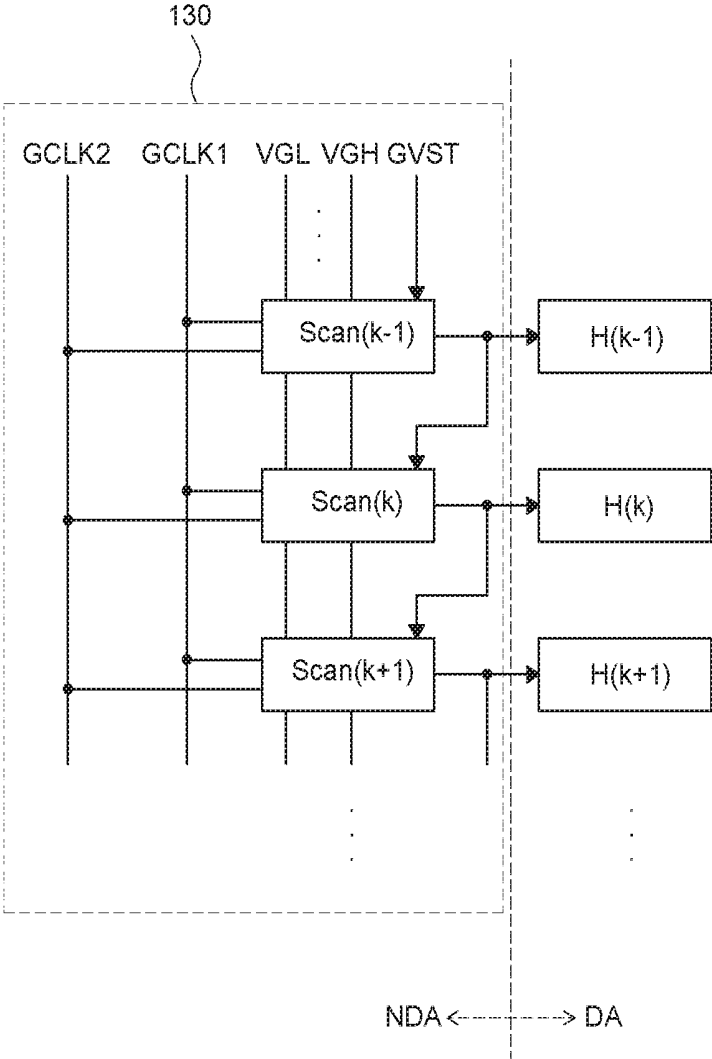 130
GCLK2 GCLK1 VGL VGH GVST
Scan(k-1) H(k-1)
Scan(k) H(k)
Scan(k+1) H(k+1)
NDA DA